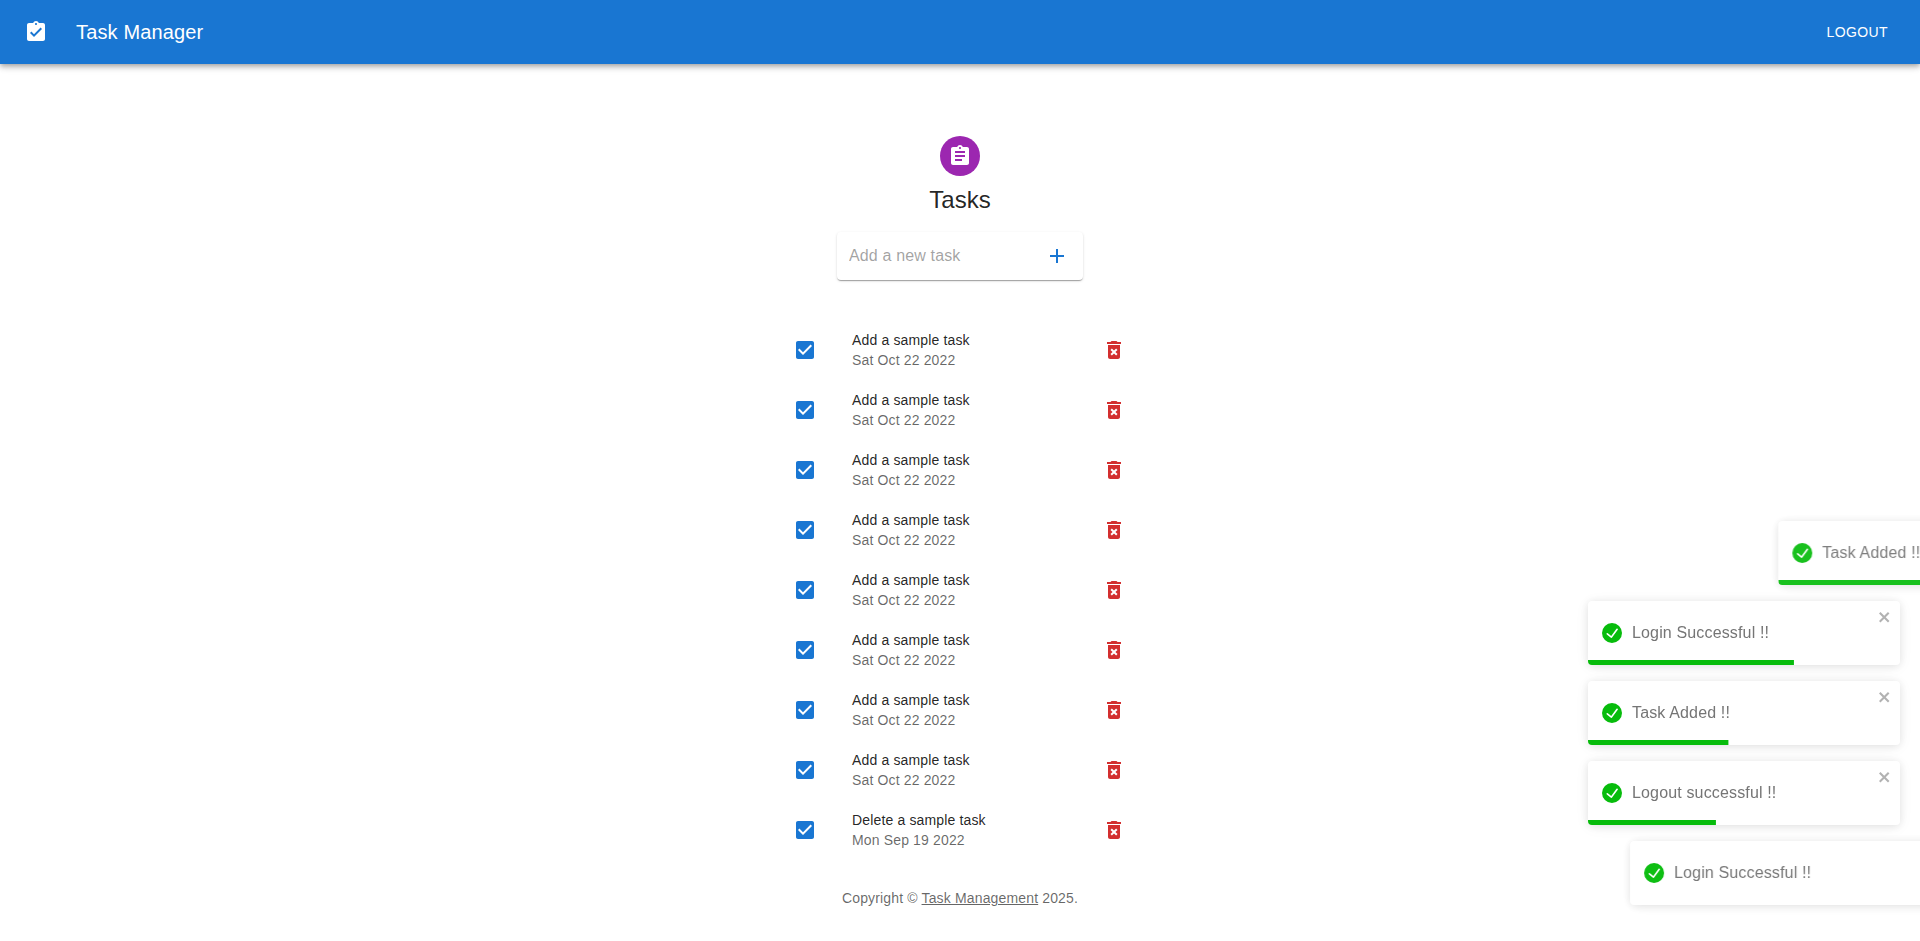 Task Manager
LOGOUT
Tasks
Add a new task
Add a sample task
Sat Oct 22 2022
Add a sample task
Sat Oct 22 2022
Add a sample task
Sat Oct 22 2022
Add a sample task
Sat Oct 22 2022
Add a sample task
Sat Oct 22 2022
Add a sample task
Sat Oct 22 2022
Add a sample task
Sat Oct 22 2022
Add a sample task
Sat Oct 22 2022
Delete a sample task
Mon Sep 19 2022
Copyright © Task Management 2025.
Task Added !!
Login Successful !!
Task Added !!
Logout successful !!
Login Successful !!